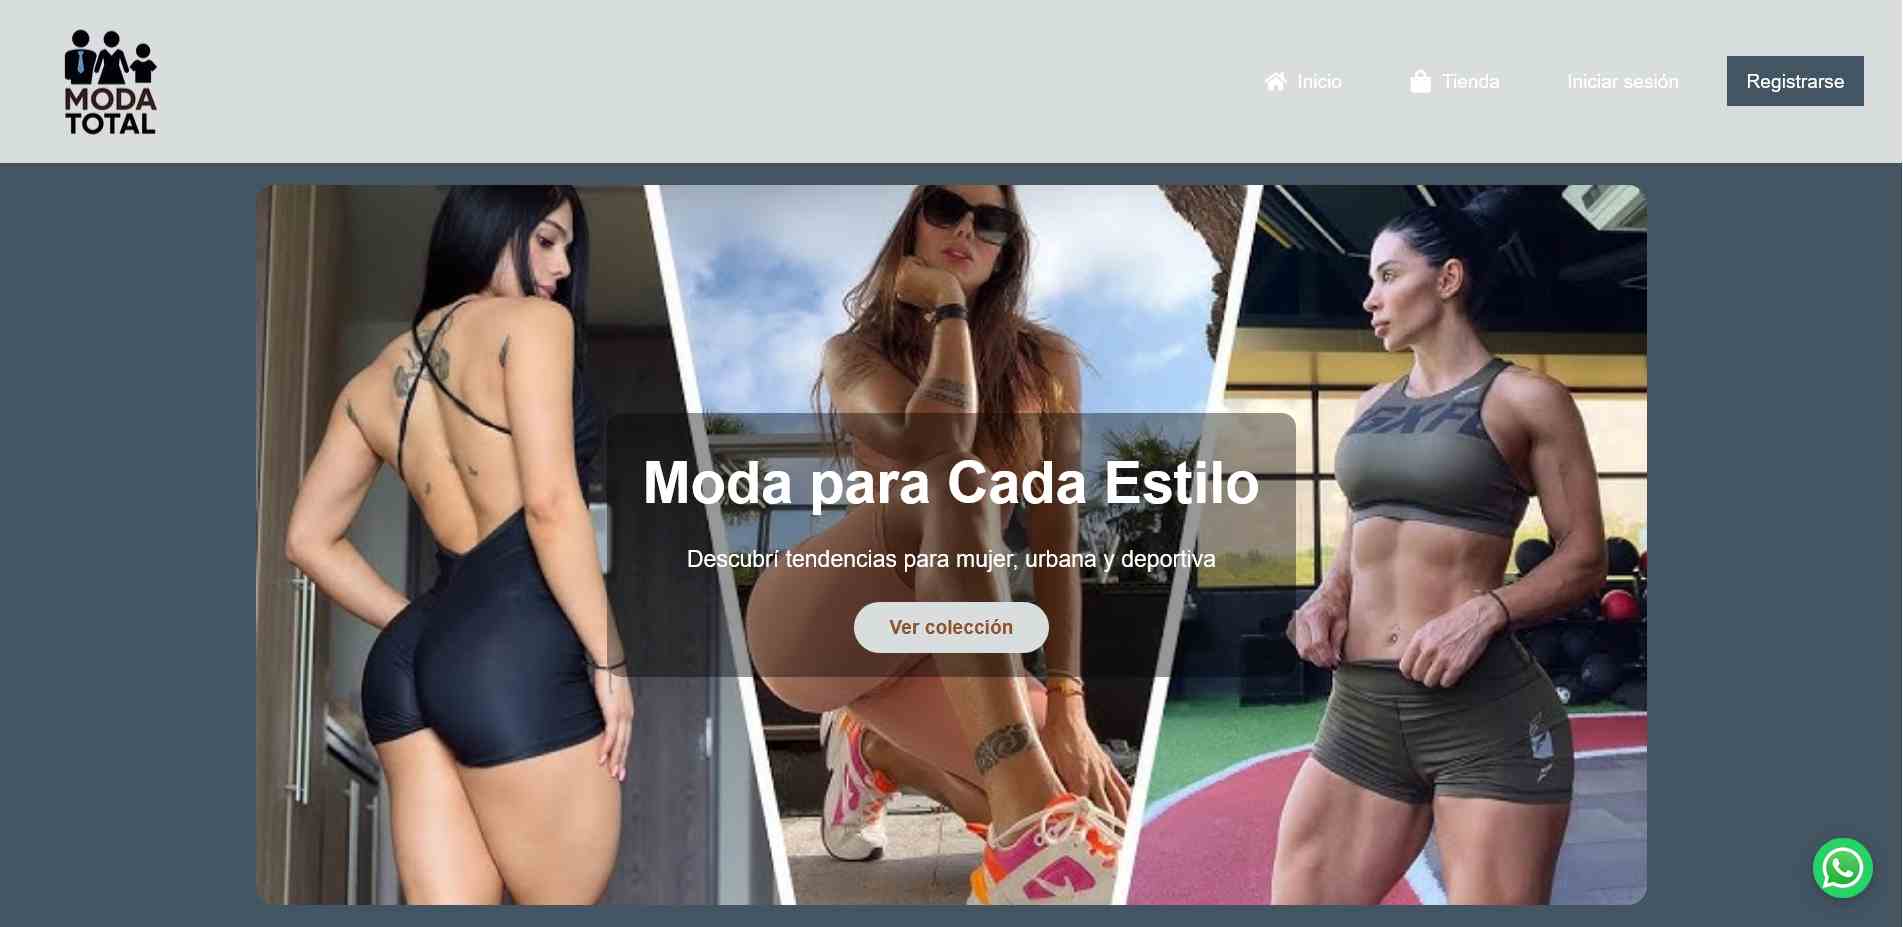 MODA
TOTAL
Inicio
Tienda
Iniciar sesión
Registrarse
Moda para Cada Estilo
Descubrí tendencias para mujer, urbana y deportiva
Ver colección